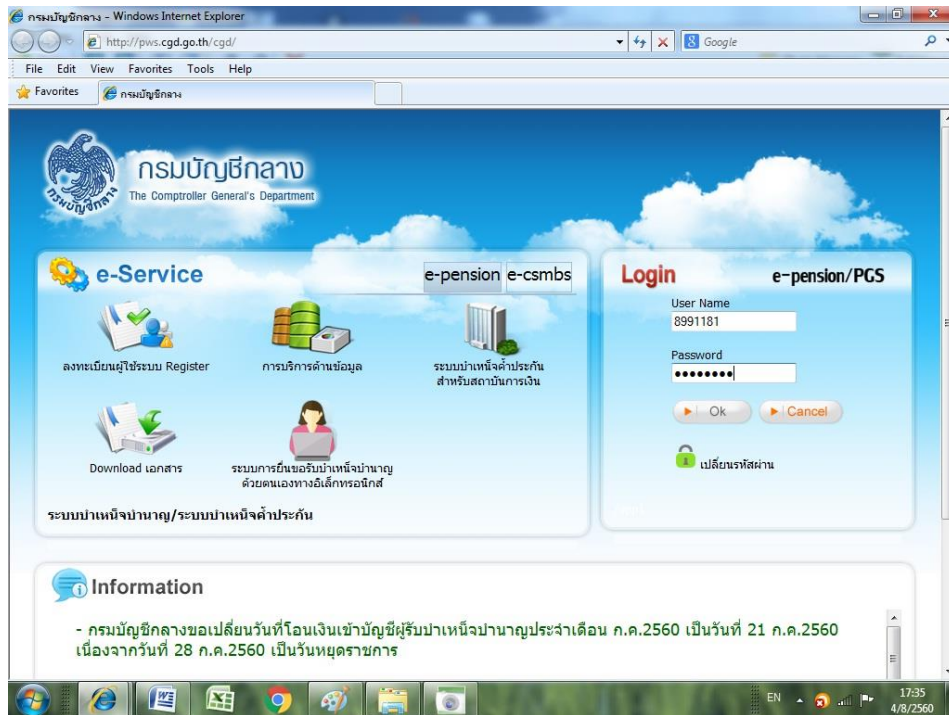 กรมบัญชีกลาง - Windows Internet Explorer
http://pws.cgd.go.th/cgd/
Google
File Edit View Favorites Tools Help
Favorites
กรมบัญชีกลาง
กรมบัญชีกลาง
กรมบัญชีกลาง
The Comptroller General's Department
e-Service
e-pension e-csmbs
ลงทะเบียนผู้ใช้ระบบ Register
การบริการด้านข้อมูล
ระบบบำเหน็จค้ำประกัน
สำหรับสถาบันการเงิน
Download เอกสาร
ระบบการยื่นขอรับบำเหน็จบำนาญ
ด้วยตนเองทางอิเล็กทรอนิกส์
ระบบบำเหน็จบำนาญ/ระบบบำเหน็จค้ำประกัน
Login e-pension/PGS
User Name
8991181
Password
Ok Cancel
เปลี่ยนรหัสผ่าน
Information
- กรมบัญชีกลางขอเปลี่ยนวันที่โอนเงินเข้าบัญชีผู้รับบำเหน็จบำนาญประจำเดือน ก.ค.2560 เป็นวันที่ 21 ก.ค.2560
เนื่องจากวันที่ 28 ก.ค.2560 เป็นวันหยุดราชการ
EN
17:35
4/8/2560